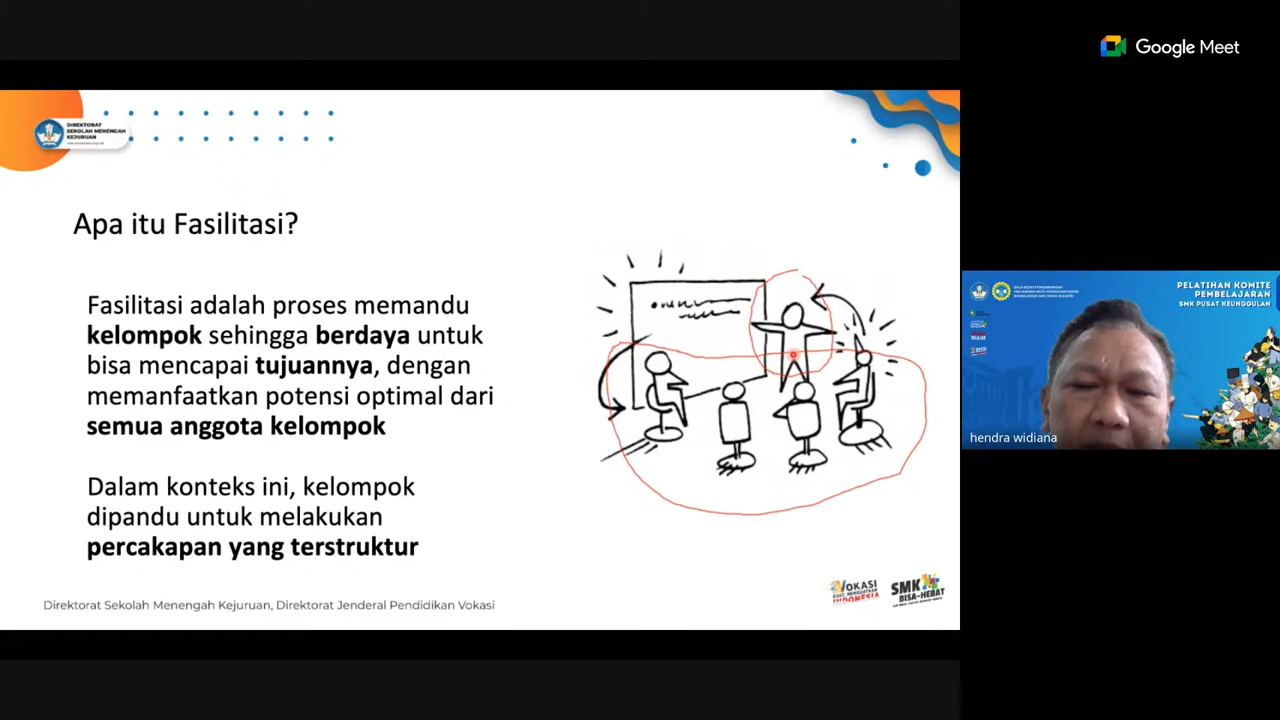 Google Meet
DIREKTORAT
SEKOLAH MENENGAH
KEJURUAN
Apa itu Fasilitasi?
Fasilitasi adalah proses memandu
kelompok sehingga berdaya untuk
bisa mencapai tujuannya, dengan
memanfaatkan potensi optimal dari
semua anggota kelompok
Dalam konteks ini, kelompok
dipandu untuk melakukan
percakapan yang terstruktur
Direktorat Sekolah Menengah Kejuruan, Direktorat Jenderal Pendidikan Vokasi
VOKASI
INDONESIA
SMK
BISA-HEBAT
PELATIHAN KOMITE
PEMBELAJARAN
SMK PUSAT KEUNGGULAN
hendra widiana